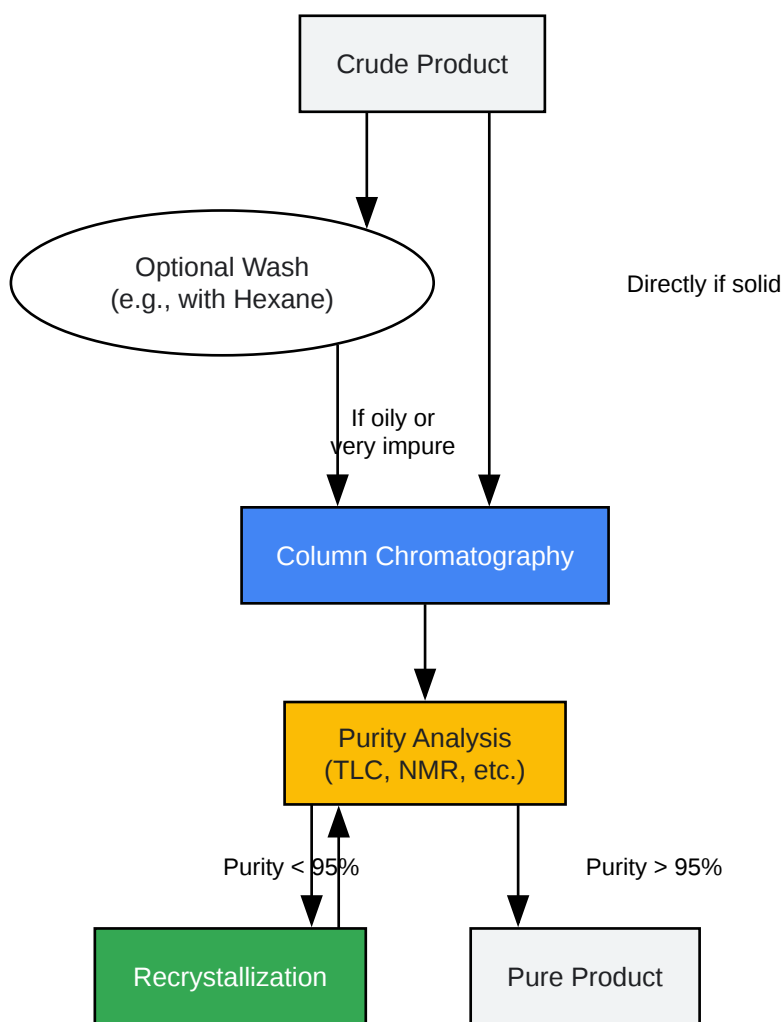 Crude Product
Optional Wash
(e.g., with Hexane)
Directly if solid
If oily or
very impure
Column Chromatography
Purity Analysis
(TLC, NMR, etc.)
Purity < 95%
Purity > 95%
Recrystallization
Pure Product